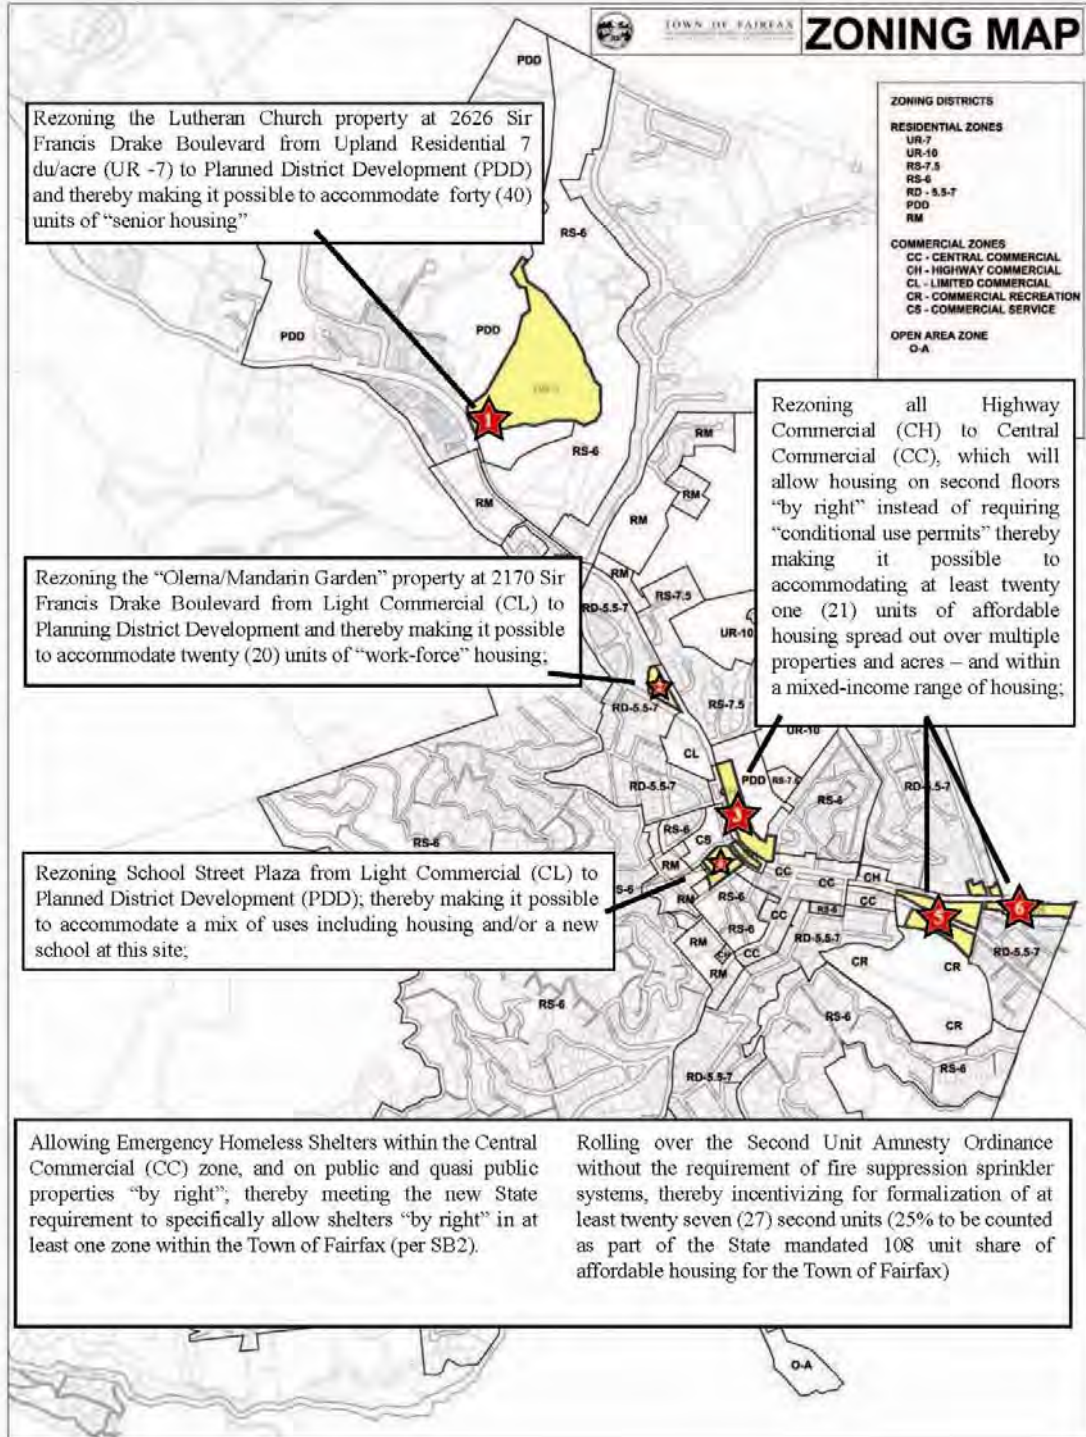 TOWN OF FAIRFAX
ZONING MAP
ZONING DISTRICTS
RESIDENTIAL ZONES
UR-7
UR-10
RS-7.5
RS-6
RD - 5.5-7
PDD
RM
COMMERCIAL ZONES
CC - CENTRAL COMMERCIAL
CH - HIGHWAY COMMERCIAL
CL - LIMITED COMMERCIAL
CR - COMMERCIAL RECREATION
CS - COMMERCIAL SERVICE
OPEN AREA ZONE
O-A
PDD
Rezoning the Lutheran Church property at 2626 Sir
Francis Drake Boulevard from Upland Residential 7
du/acre (UR -7) to Planned District Development (PDD)
and thereby making it possible to accommodate forty (40)
units of “senior housing”
RS-6
PDD
PDD
1
RS-6
RM
RM
RM
RM
Rezoning all Highway
Commercial (CH) to Central
Commercial (CC), which will
allow housing on second floors
“by right” instead of requiring
“conditional use permits” thereby
making it possible to
accommodating at least twenty
one (21) units of affordable
housing spread out over multiple
properties and acres – and within
a mixed-income range of housing;
Rezoning the “Olema/Mandarin Garden” property at 2170 Sir
Francis Drake Boulevard from Light Commercial (CL) to
Planning District Development and thereby making it possible
to accommodate twenty (20) units of “work-force” housing;
RM
RS-7.5
RD-5.5-7
UR-10
RD-5.5-7
RS-7.5
UR-10
CL
PDD
RD-5.5-7
RS-6
RD-5.5-7
3
RS-6
RS-6
CS
Rezoning School Street Plaza from Light Commercial (CL) to
Planned District Development (PDD); thereby making it possible
to accommodate a mix of uses including housing and/or a new
school at this site;
RM
RM
S-6
RS-6
CC
CC
CH
CC
5
6
RS-6
RM
RM
CC
CC
RS-6
RD-5.5-7
RD-5.5-7
CR
CR
CR
RS-6
RS-6
RS-6
RD-5.5-7
Allowing Emergency Homeless Shelters within the Central
Commercial (CC) zone, and on public and quasi public
properties “by right”, thereby meeting the new State
requirement to specifically allow shelters “by right” in at
least one zone within the Town of Fairfax (per SB2).
Rolling over the Second Unit Amnesty Ordinance
without the requirement of fire suppression sprinkler
systems, thereby incentivizing for formalization of at
least twenty seven (27) second units (25% to be counted
as part of the State mandated 108 unit share of
affordable housing for the Town of Fairfax)
O-A